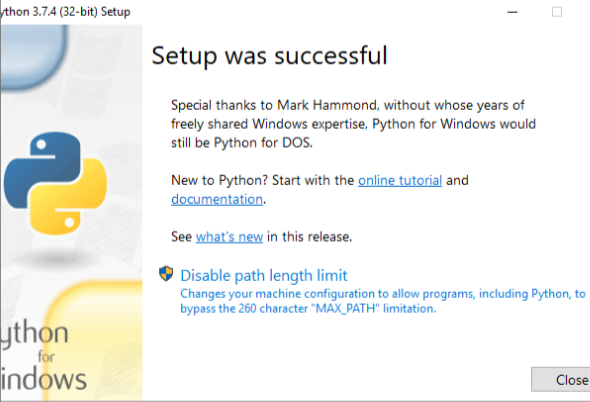 ython 3.7.4 (32-bit) Setup
Setup was successful
Special thanks to Mark Hammond, without whose years of
freely shared Windows expertise, Python for Windows would
still be Python for DOS.
New to Python? Start with the online tutorial and
documentation.
See what's new in this release.
Disable path length limit
Changes your machine configuration to allow programs, including Python, to
bypass the 260 character "MAX_PATH" limitation.
ython
for
indows
Close